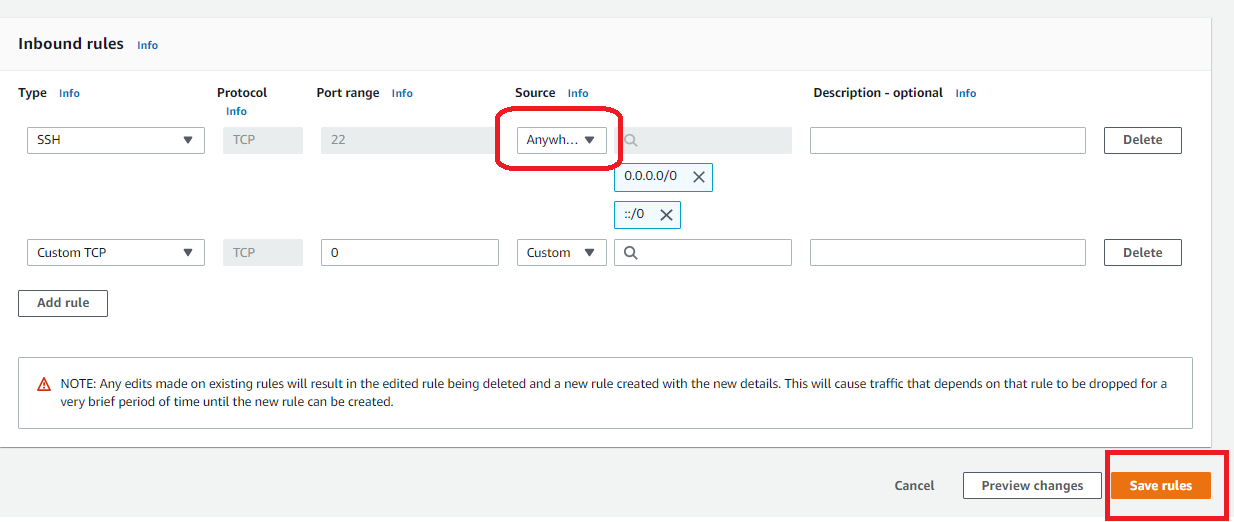 Inbound rules Info
Type Info Protocol Info Port range Info Source Info Description - optional Info
SSH TCP 22 Anywh... Delete
0.0.0.0/0
::/0
Custom TCP TCP 0 Custom Delete
Add rule
NOTE: Any edits made on existing rules will result in the edited rule being deleted and a new rule created with the new details. This will cause traffic that depends on that rule to be dropped for a
very brief period of time until the new rule can be created.
Cancel Preview changes Save rules